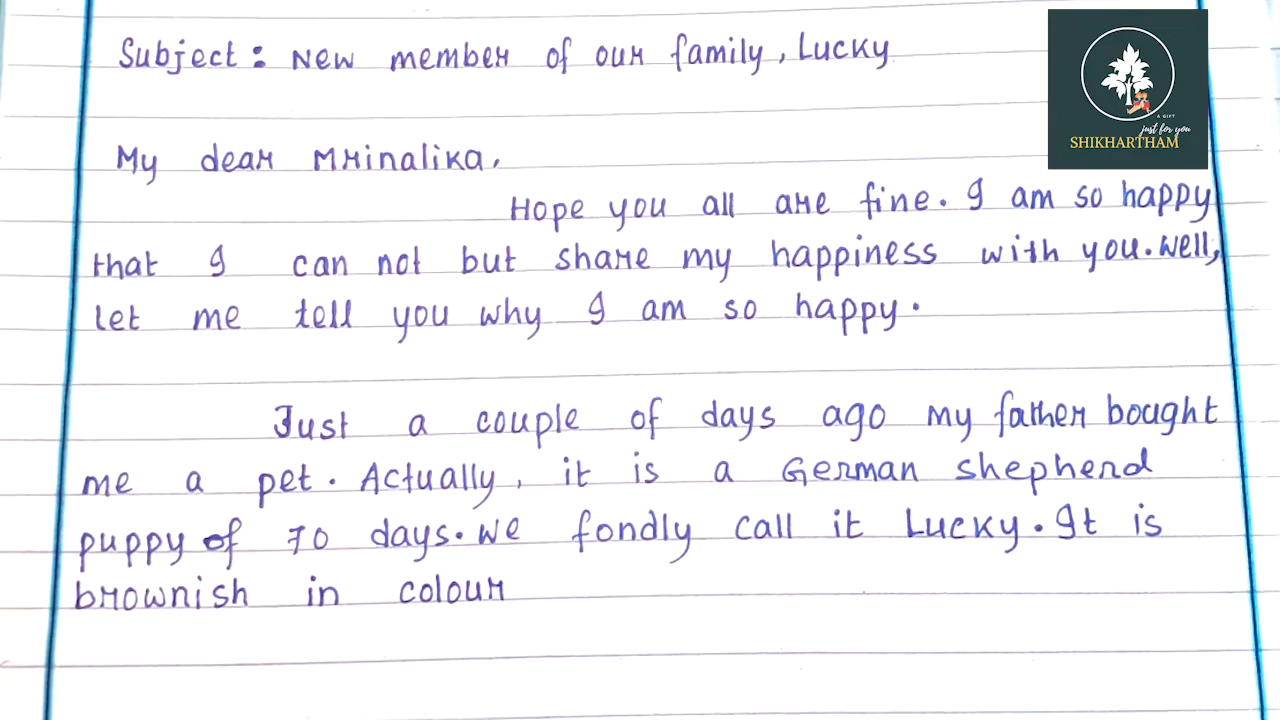 Subject: New member of our family, Lucky
A GIFT
just for you
SHIKHARTHAM
My dear Mrinalika,
Hope you all are fine. I am so happy
that I can not but share my happiness with you. Well,
let me tell you why I am so happy.
Just a couple of days ago my father bought
me a pet. Actually, it is a German shepherd
puppy of 70 days. We fondly call it Lucky. It is
brownish in colour